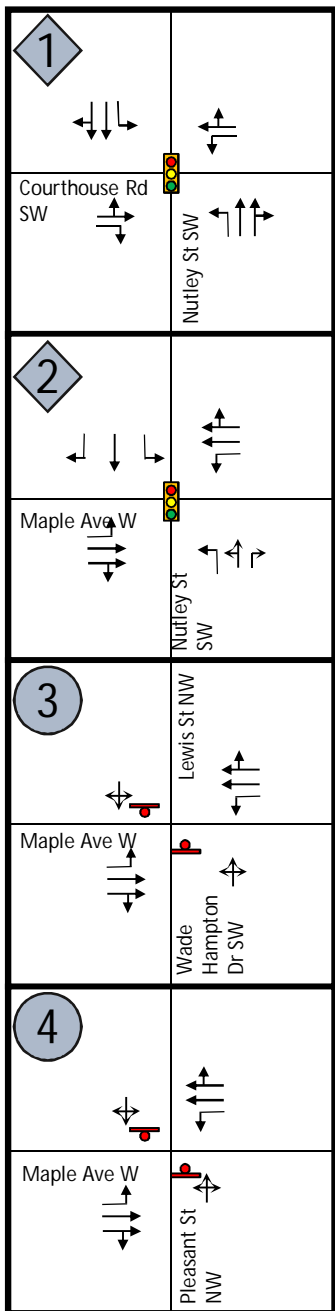 1
Courthouse Rd
SW
Nutley St SW
2
Maple Ave W
Nutley St
SW
3
Lewis St NW
Maple Ave W
Wade
Hampton
Dr SW
4
Maple Ave W
Pleasant St
NW